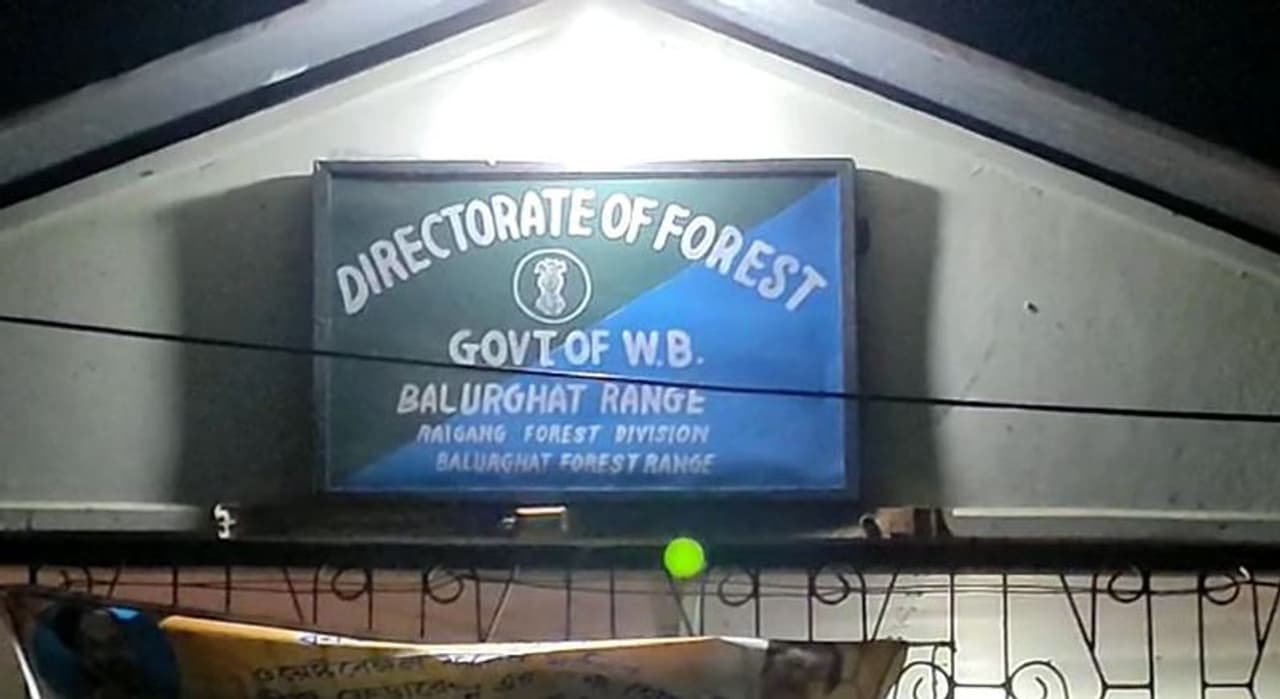 DIRECTORATE OF FOREST
GOVT OF W.B.
BALURGHAT RANGE
RAIGANG FOREST DIVISION
BALURGHAT FOREST RANGE